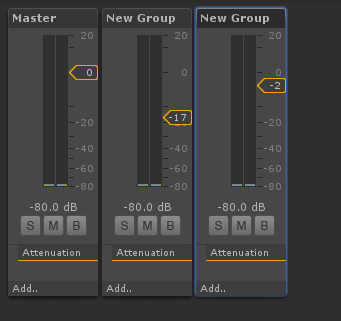 Master
20
0
0
-20
-40
-60
-80
-80.0 dB
S M B
Attenuation
Add..
New Group
20
0
-17
-20
-40
-60
-80
-80.0 dB
S M B
Attenuation
Add..
New Group
20
0
-2
-20
-40
-60
-80
-80.0 dB
S M B
Attenuation
Add..